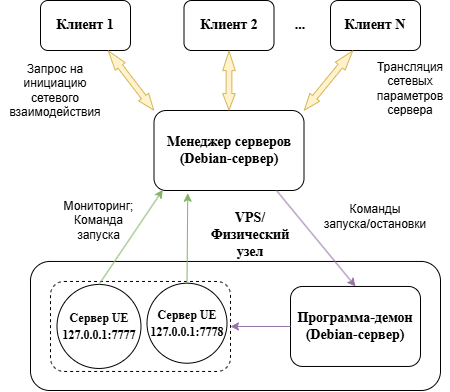 Клиент 1
Клиент 2
...
Клиент N
Запрос на
инициацию
сетевого
взаимодействия
Трансляция
сетевых
параметров
сервера
Менеджер серверов
(Debian-сервер)
Мониторинг;
Команда
запуска
VPS/
Физический
узел
Команды
запуска/остановки
Сервер UE
127.0.0.1:7777
Сервер UE
127.0.0.1:7778
Программа-демон
(Debian-сервер)